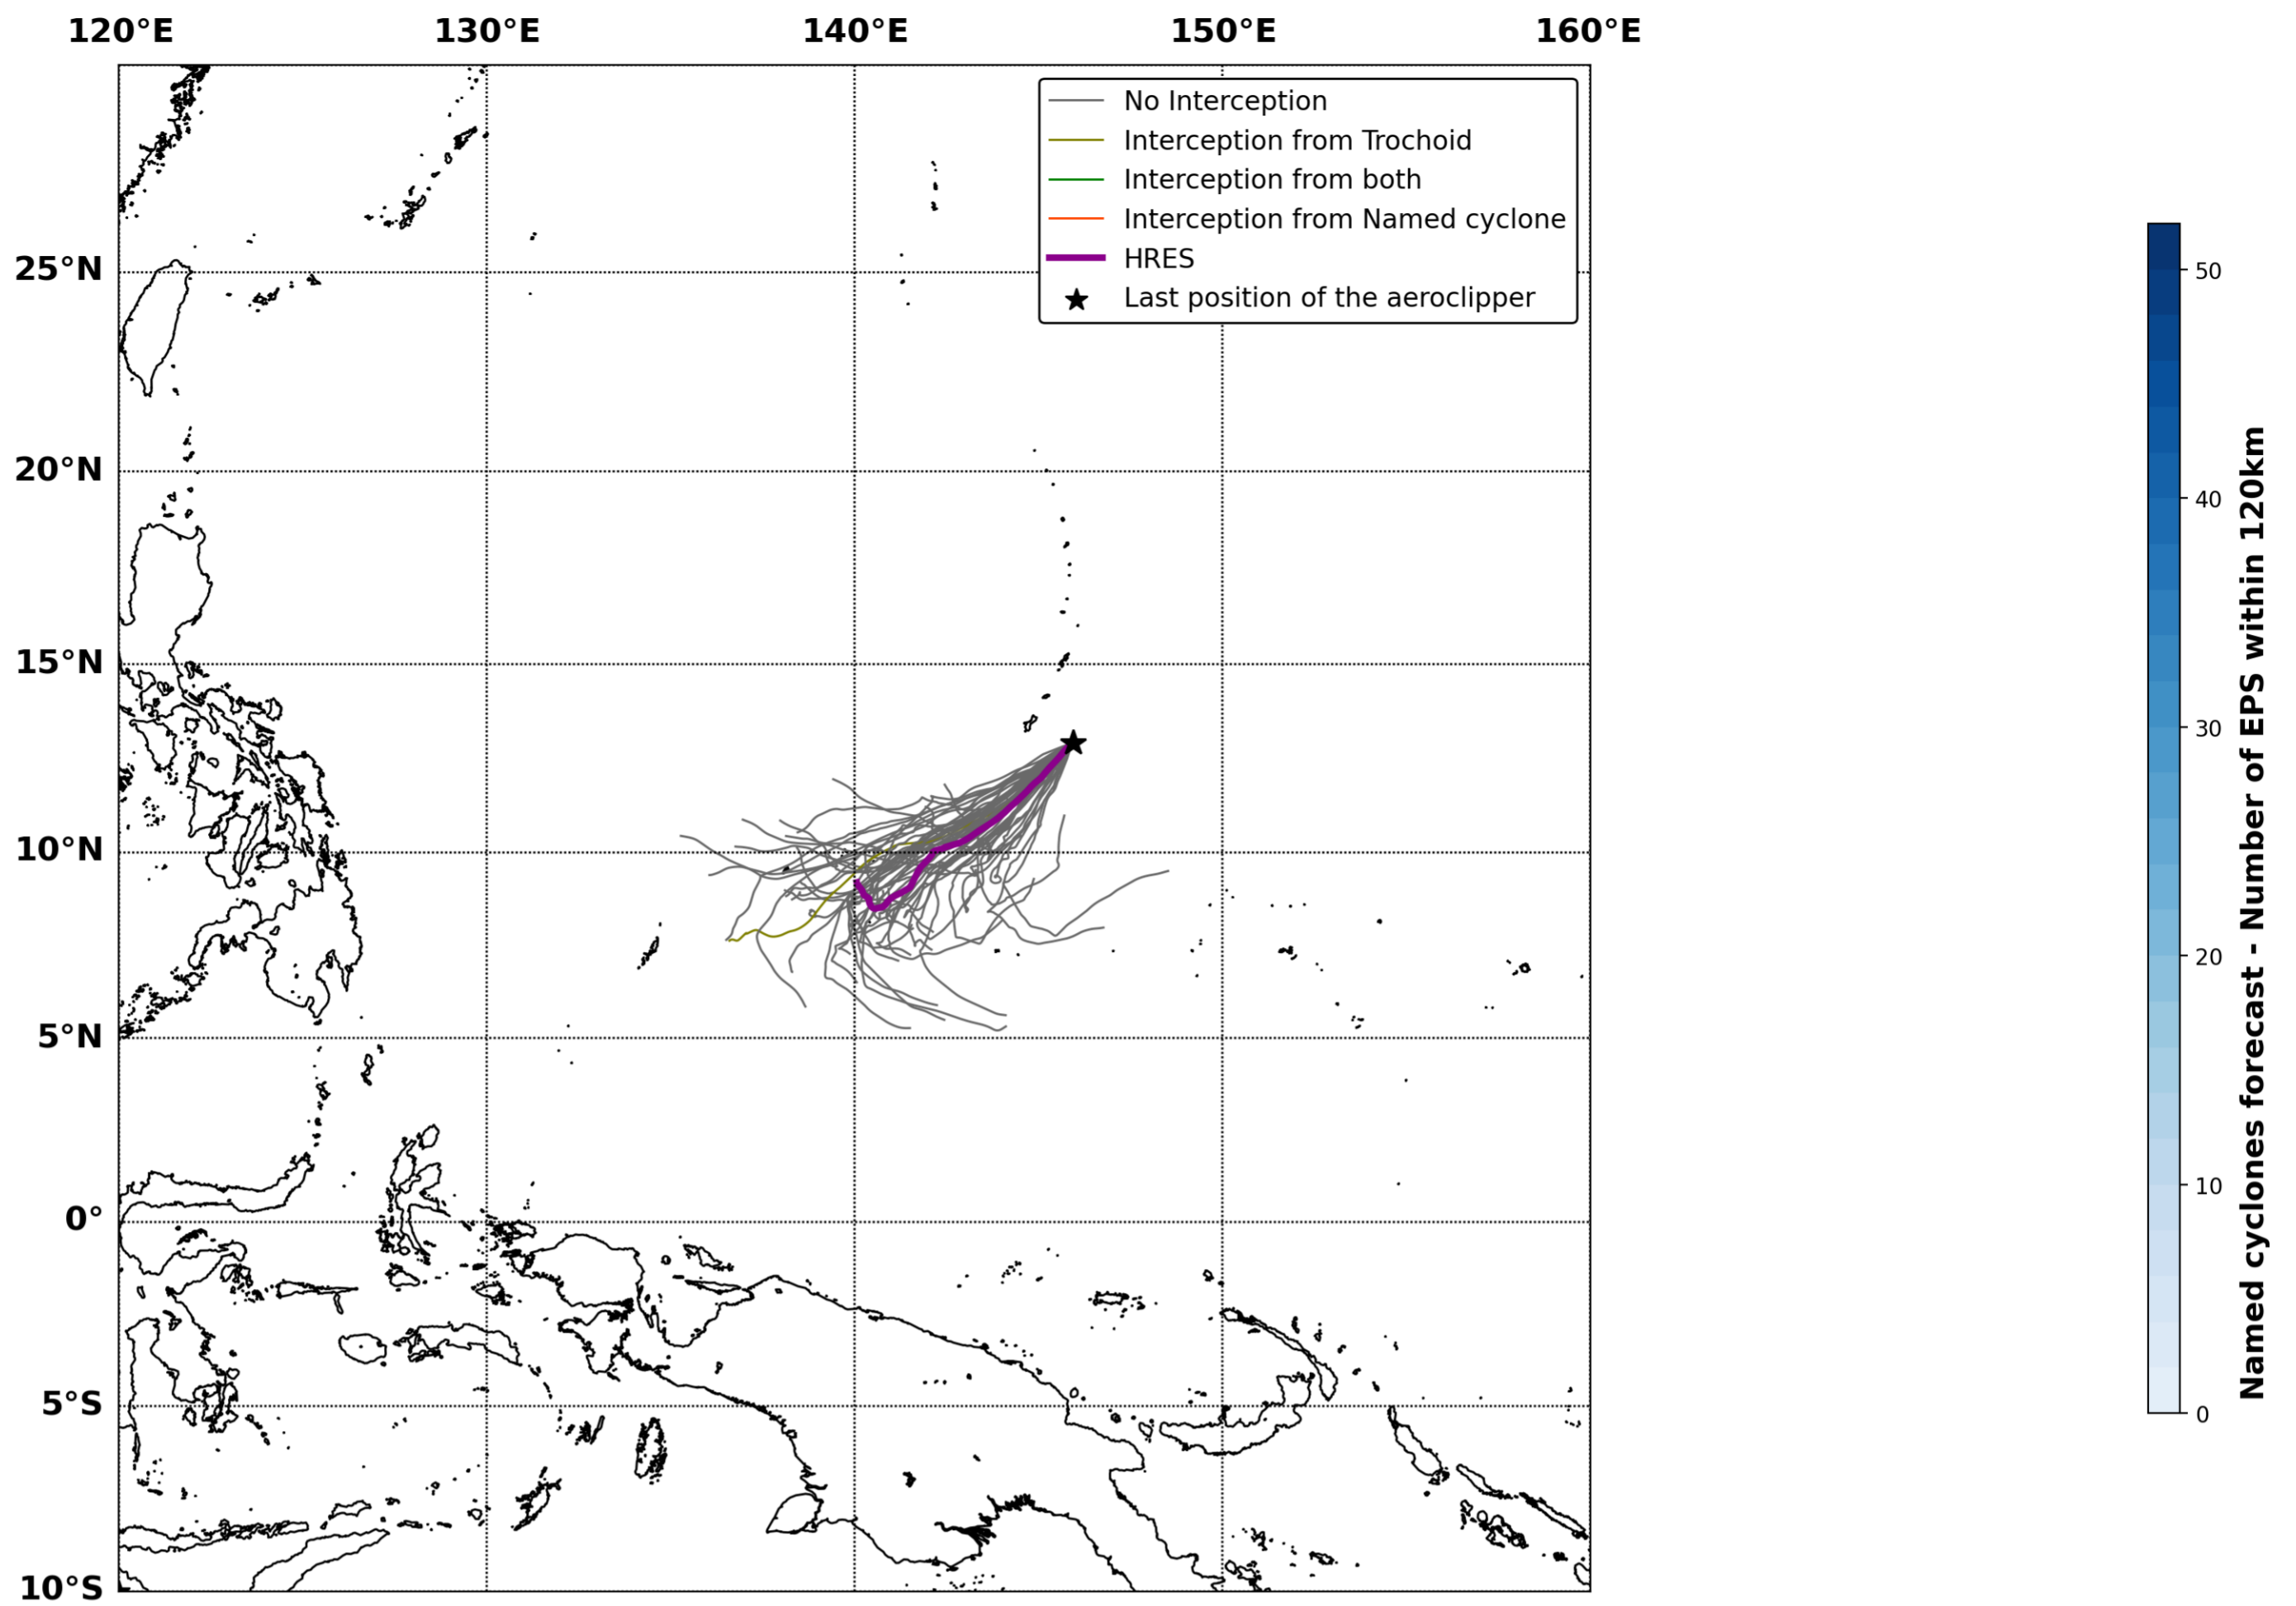 120°E 130°E 140°E 150°E 160°E
No Interception
Interception from Trochoid
Interception from both
Interception from Named cyclone
HRES
Last position of the aeroclipper
25°N
20°N
15°N
10°N
5°N
0°
5°S
10°S
50
40
30
20
10
0
Named cyclones forecast - Number of EPS within 120km